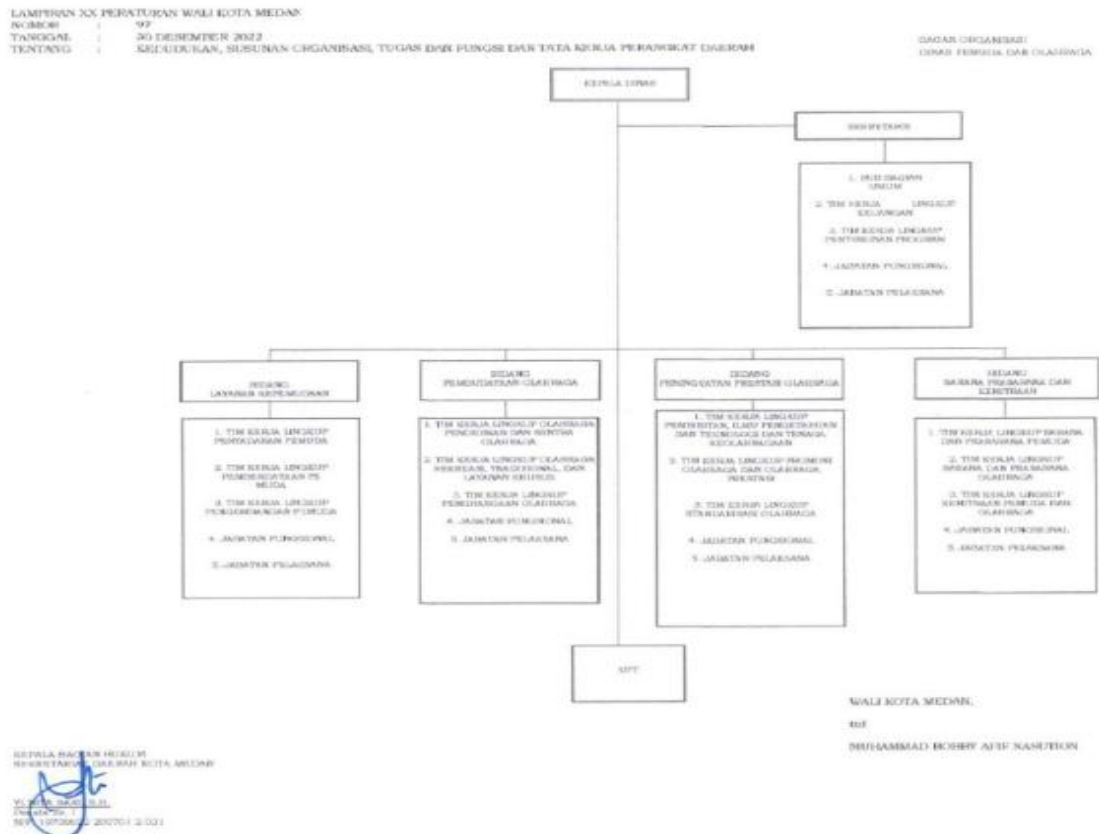 LAMPIRAN XX PERATURAN WALI KOTA MEDAN
NOMOR : 97
TANGGAL : 30 DESEMBER 2022
TENTANG : KEDUDUKAN, SUSUNAN ORGANISASI, TUGAS DAN FUNGSI DAN TATA KERJA PERANGKAT DAERAH
BAGAN ORGANISASI
DINAS PEMUDA DAN OLAHRAGA
KEPALA DINAS
SEKRETARIS
1. SUB BAGIAN
UMUM
2. TIM KERJA LINGKUP
KEUANGAN
3. TIM KERJA LINGKUP
PENYUSUNAN PROGRAM
4. JABATAN FUNGSIONAL
5. JABATAN PELAKSANA
BIDANG
LAYANAN KEPEMUDAAN
1. TIM KERJA LINGKUP
PENYADARAN PEMUDA
2. TIM KERJA LINGKUP
PEMBERDAYAAN PE
MUDA
3. TIM KERJA LINGKUP
PENGEMBANGAN PEMUDA
4. JABATAN FUNGSIONAL
5. JABATAN PELAKSANA
BIDANG
PEMBUDAYAAN OLAHRAGA
1. TIM KERJA LINGKUP OLAHRAGA
PENDIDIKAN DAN SENTRA
OLAHRAGA
2. TIM KERJA LINGKUP OLAHRAGA
REKREASI, TRADISIONAL, DAN
LAYANAN KHUSUS
3. TIM KERJA LINGKUP
PENGHARGAAN OLAHRAGA
4. JABATAN FUNGSIONAL
5. JABATAN PELAKSANA
BIDANG
PENINGKATAN PRESTASI OLAHRAGA
1. TIM KERJA LINGKUP
PEMBIBITAN, ILMU PENGETAHUAN
DAN TEKNOLOGI DAN TENAGA
KEOLAHRAGAAN
2. TIM KERJA LINGKUP PROMOSI
OLAHRAGA DAN OLAHRAGA
PRESTASI
3. TIM KERJA LINGKUP
STANDARISASI OLAHRAGA
4. JABATAN FUNGSIONAL
5. JABATAN PELAKSANA
BIDANG
SARANA PRASARANA DAN
KEMITRAAN
1. TIM KERJA LINGKUP SARANA
DAN PRASARANA PEMUDA
2. TIM KERJA LINGKUP
SARANA DAN PRASARANA
OLAHRAGA
3. TIM KERJA LINGKUP
KEMITRAAN PEMUDA DAN
OLAHRAGA
4. JABATAN FUNGSIONAL
5. JABATAN PELAKSANA
UPT
WALI KOTA MEDAN,
ttd
MUHAMMAD BOBBY AFIF NASUTION
KEPALA BAGIAN HUKUM
SEKRETARIAT DAERAH KOTA MEDAN
S.H.
NIP.